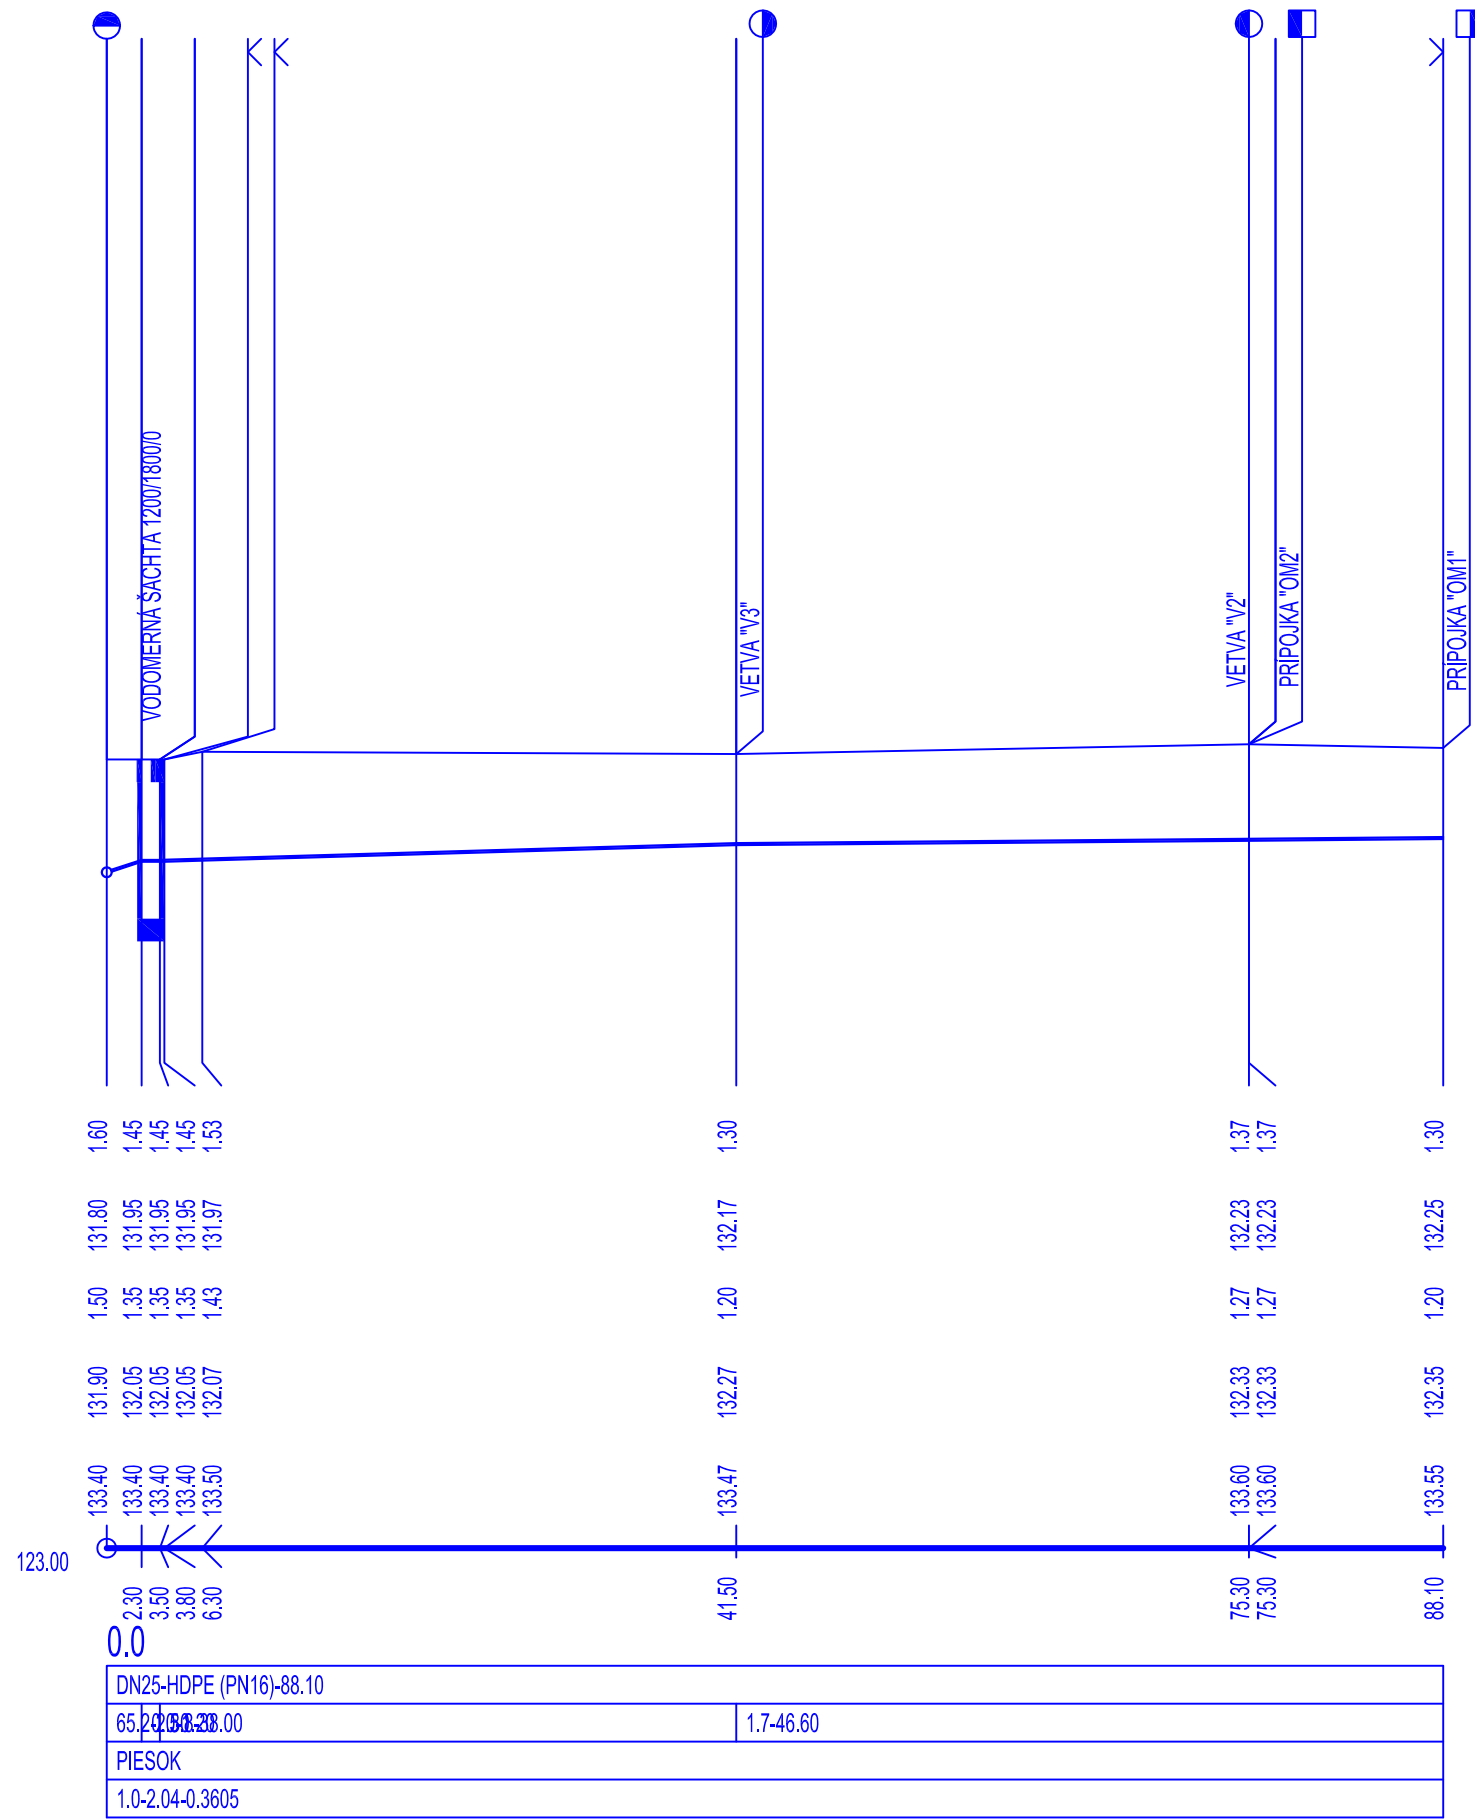 VODOMERNÁ ŠACHTA 1200/1800/0
VETVA "V3"
VETVA "V2"
PRÍPOJKA "OM2"
PRÍPOJKA "OM1"
1.60 1.45 1.45 1.45 1.53 1.30 1.37 1.37 1.30
131.80 131.95 131.95 131.95 131.97 132.17 132.23 132.23 132.25
1.50 1.35 1.35 1.35 1.43 1.20 1.27 1.27 1.20
131.90 132.05 132.05 132.05 132.07 132.27 132.33 132.33 132.35
133.40 133.40 133.40 133.40 133.50 133.47 133.60 133.60 133.55
123.00
2.30 3.50 3.80 6.30 41.50 75.30 75.30 88.10
0.0
DN25-HDPE (PN16)-88.10
1.7-46.60
PIESOK
1.0-2.04-0.3605